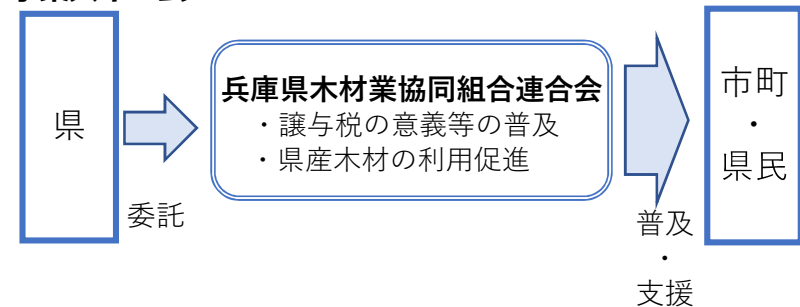 県
委託
兵庫県木材業協同組合連合会
・譲与税の意義等の普及
・県産木材の利用促進
普及
・
支援
市町
・
県民